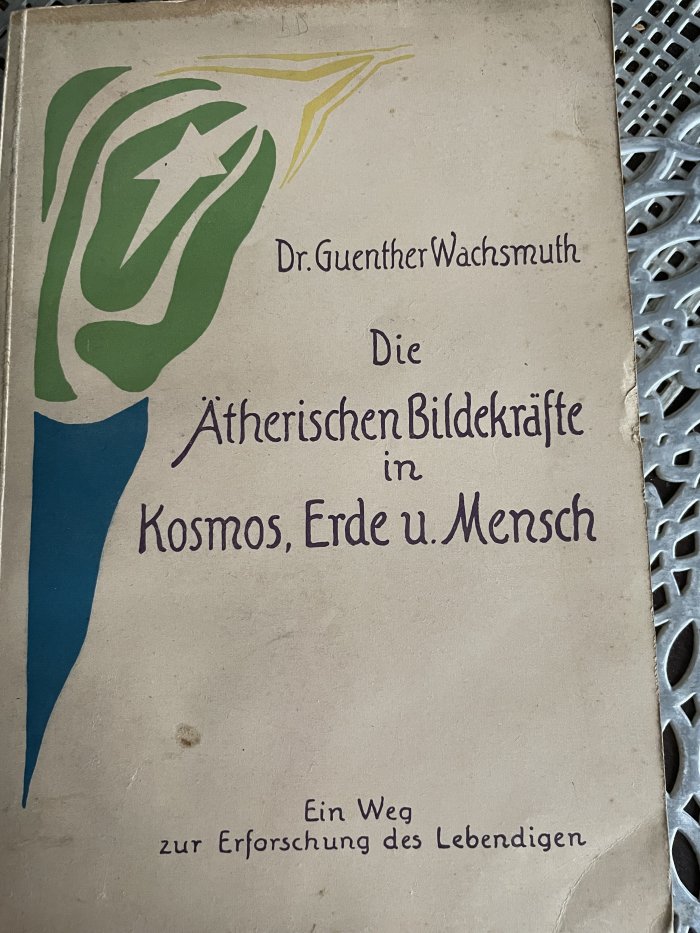 Dr. Guenther Wachsmuth
Die
Ätherischen Bildekräfte
in
Kosmos, Erde u. Mensch
Ein Weg
zur Erforschung des Lebendigen